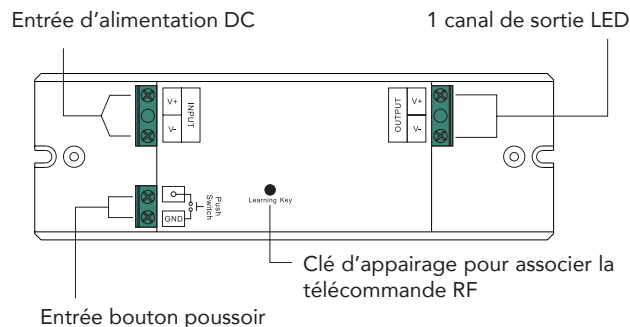 Entrée d’alimentation DC
1 canal de sortie LED
V+
V-
INPUT
OUTPUT
V+
V-
GND
Push
Switch
Learning Key
Clé d’appairage pour associer la
télécommande RF
Entrée bouton poussoir